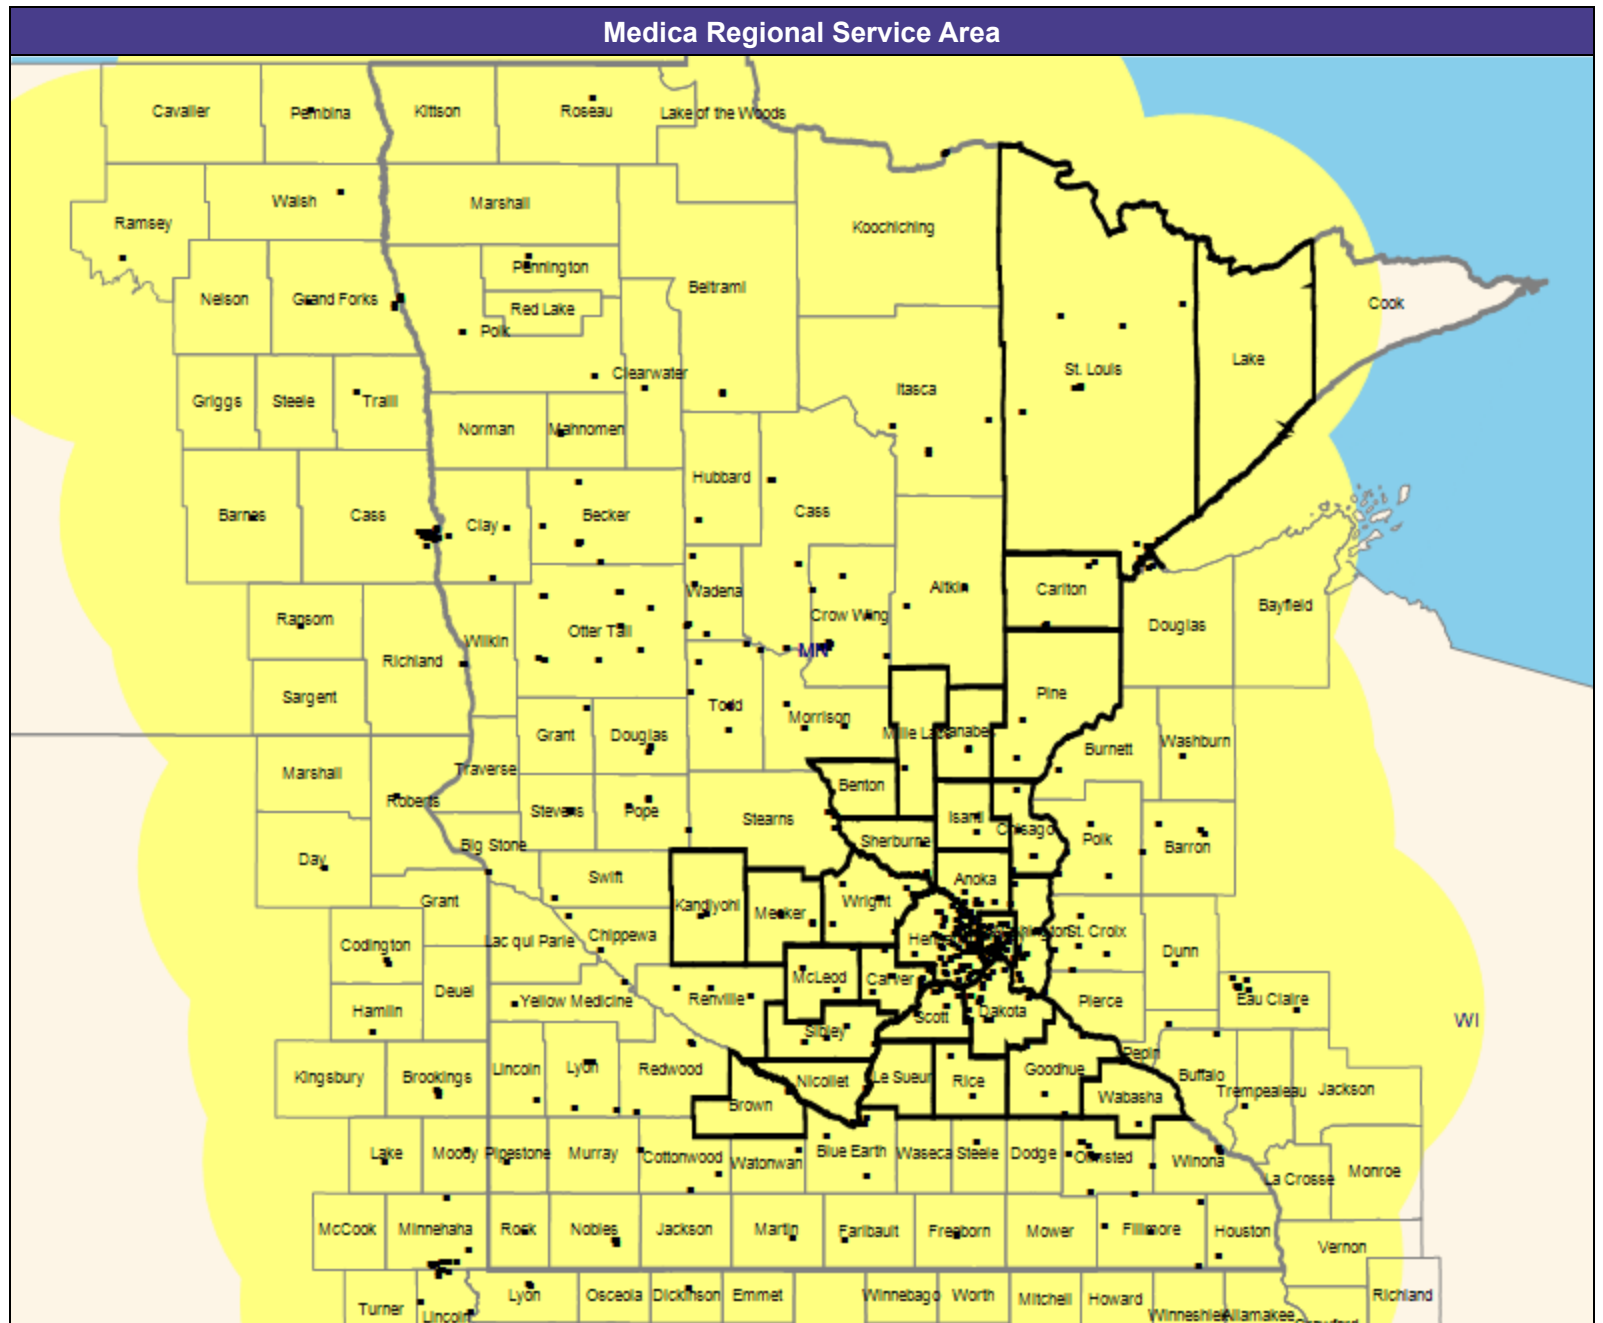 Medica Regional Service Area
Cavalier Pembina Kittson Roseau Lake of the Woods
Walsh Marshall
Ramsey Koochiching
Pennington
Nelson Grand Forks Beltrami Cook
Red Lake
Polk
St. Louis Lake
Clearwater
Griggs Steele Traill Itasca
Norman Mahnomen
Hubbard
Barnes Cass Clay Becker Cass
Aitkin Carlton
Wadena Bayfield
Ransom Crow Wing Douglas
Otter Tail
Wilkin
Richland MN
Sargent Pine
Todd Morrison
Grant Douglas Mille Lacs Kanabec Burnett Washburn
Marshall Traverse
Benton
Roberts
Stevens Pope Stearns Isanti
Chisago Polk
Big Stone Sherburne Barron
Day
Swift Anoka
Grant Kandiyohi Meeker Wright
Codington Lac qui Parle Chippewa St. Croix
Dunn
McLeod Carver
Deuel Yellow Medicine Renville Pierce Eau Claire
Hamlin Scott Dakota WI
Sibley
Pepin
Kingsbury Brookings Lincoln Lyon Redwood Nicollet Le Sueur Rice Goodhue Buffalo
Trempealeau Jackson
Brown Wabasha
Lake Moody Pipestone Murray Cottonwood Watonwan Blue Earth Waseca Steele Dodge Olmsted Winona
La Crosse Monroe
McCook Minnehaha Rock Nobles Jackson Martin Faribault Freeborn Mower Fillmore Houston
Vernon
Turner Lincoln Lyon Osceola Dickinson Emmet Winnebago Worth Mitchell Howard Richland
Allamakee